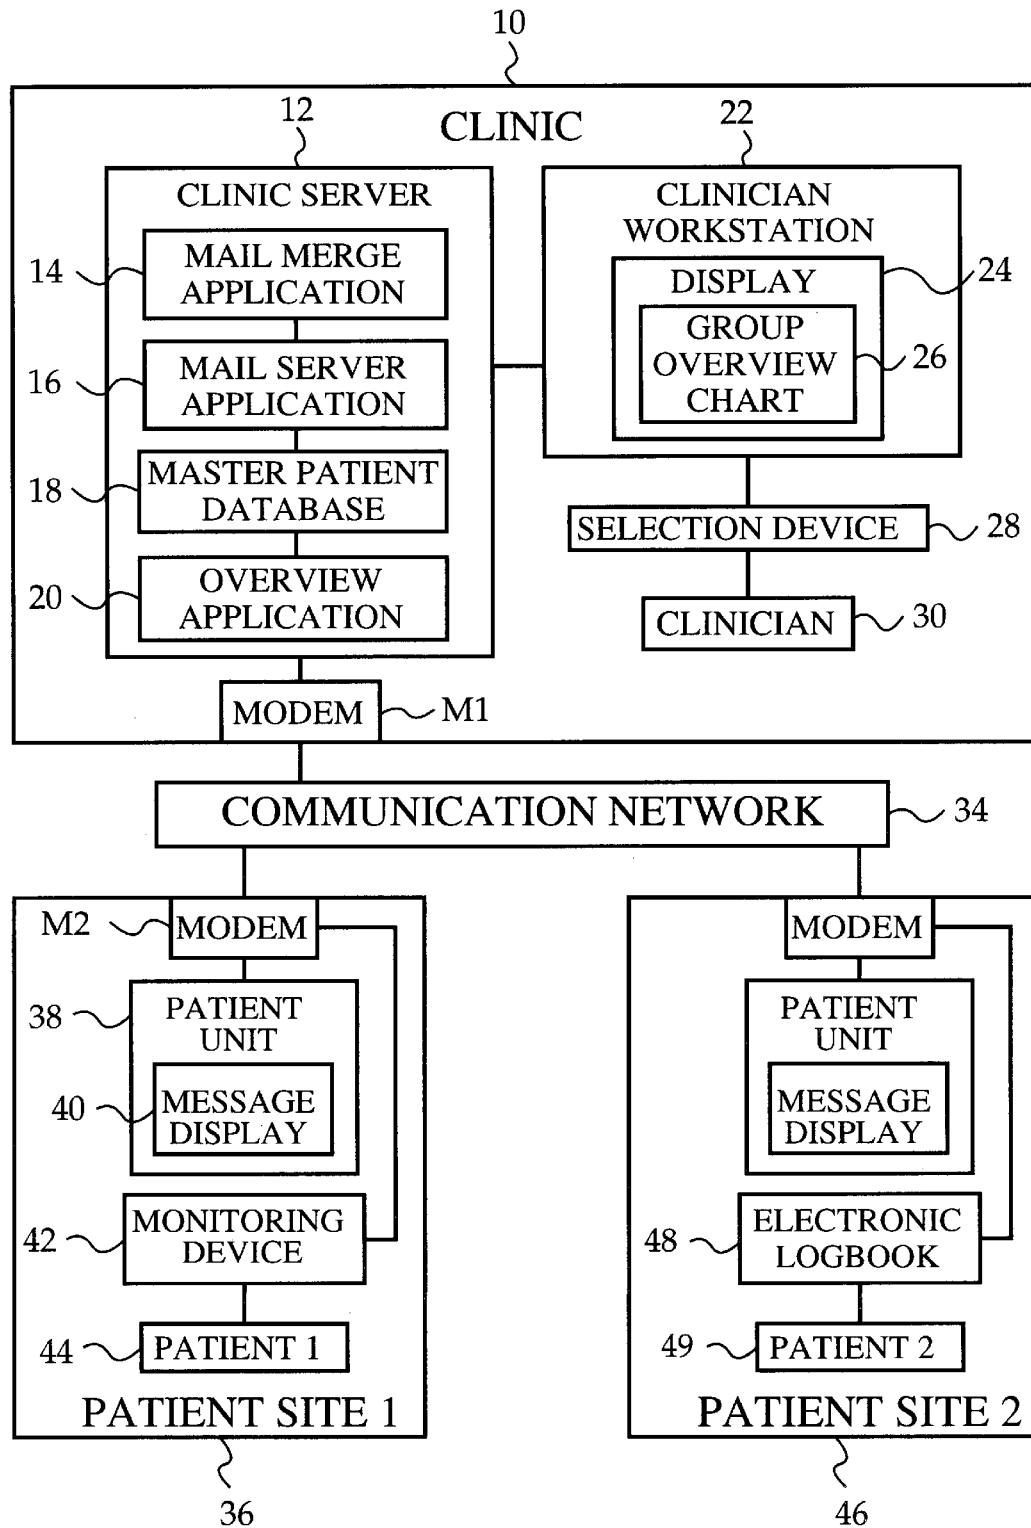 10
CLINIC
12
22
CLINIC SERVER
14
MAIL MERGE
APPLICATION
16
MAIL SERVER
APPLICATION
18
MASTER PATIENT
DATABASE
20
OVERVIEW
APPLICATION
CLINICIAN
WORKSTATION
DISPLAY
24
GROUP
OVERVIEW
CHART
26
SELECTION DEVICE
28
CLINICIAN
30
MODEM
M1
COMMUNICATION NETWORK
34
M2
MODEM
38
PATIENT
UNIT
40
MESSAGE
DISPLAY
42
MONITORING
DEVICE
44
PATIENT 1
PATIENT SITE 1
36
MODEM
PATIENT
UNIT
MESSAGE
DISPLAY
48
ELECTRONIC
LOGBOOK
49
PATIENT 2
PATIENT SITE 2
46